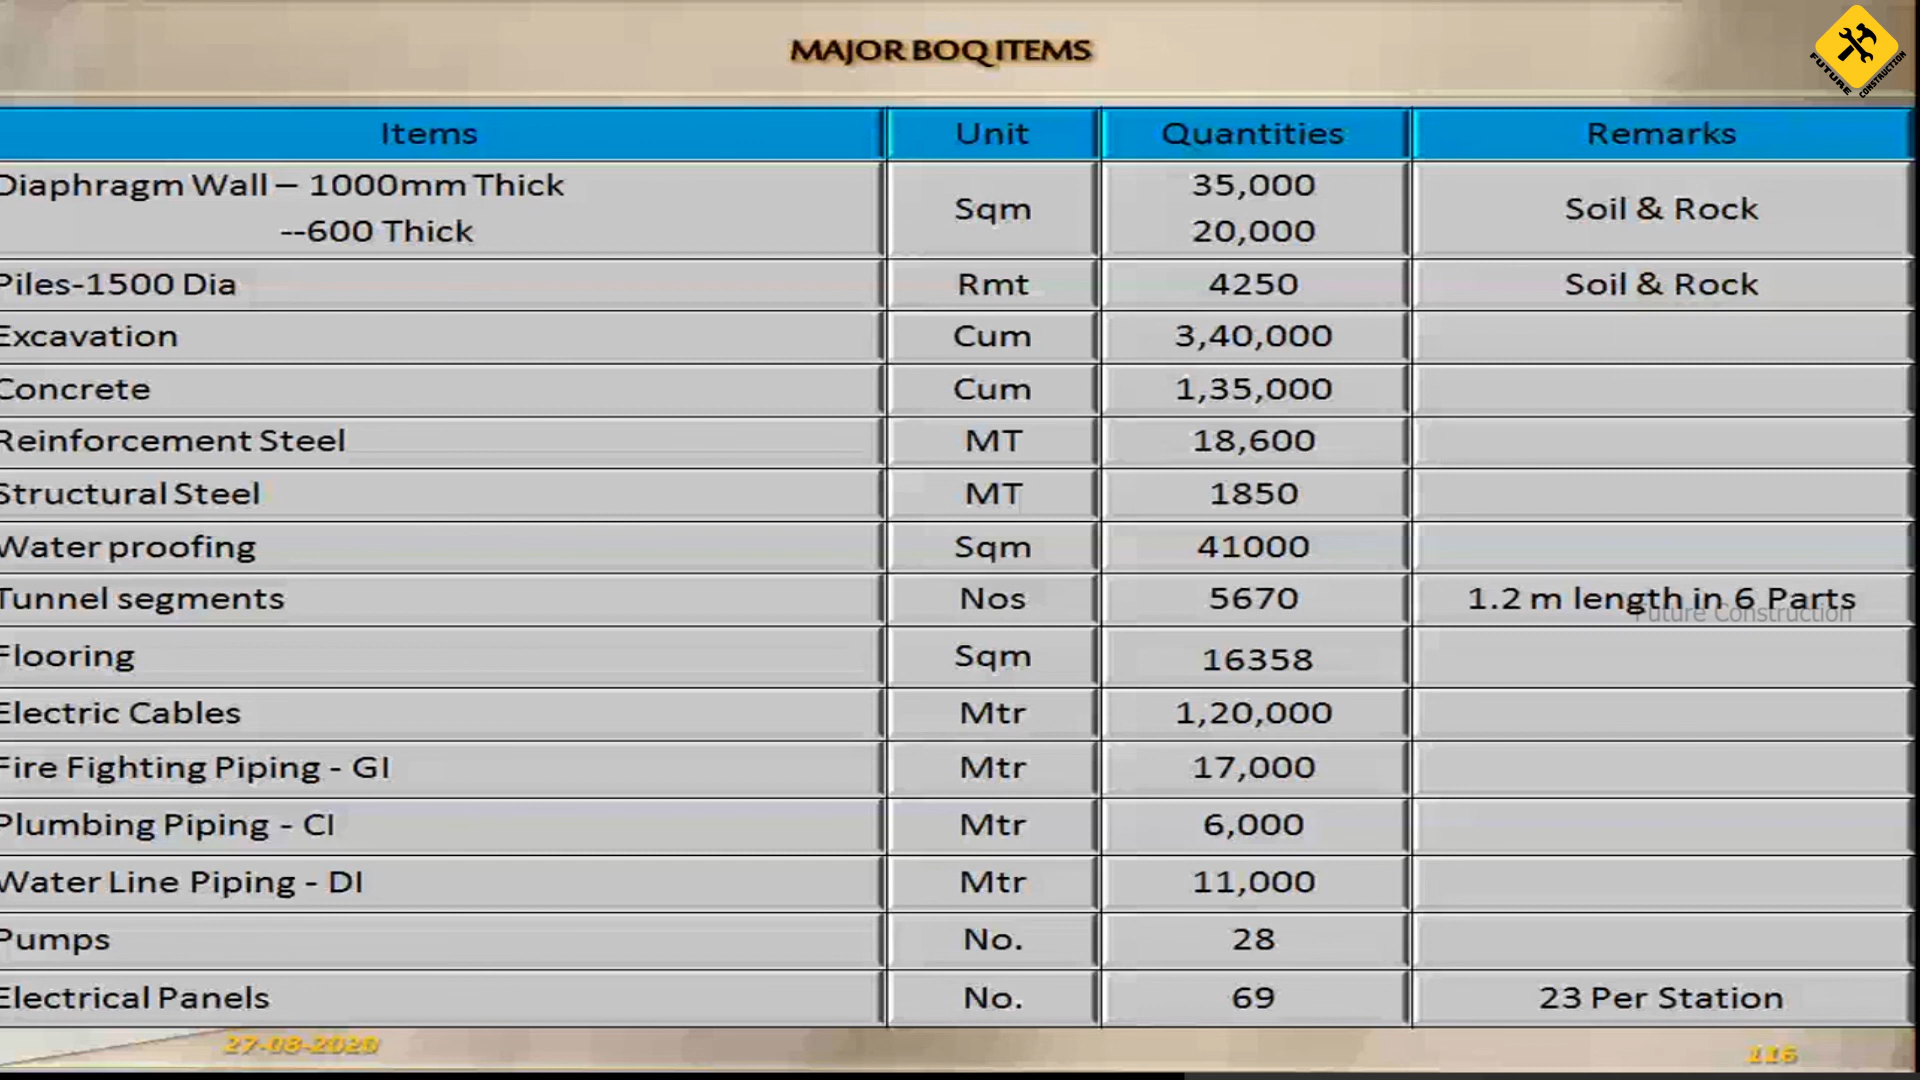 MAJOR BOQ ITEMS
FUTURE CONSTRUCTION
Items Unit Quantities Remarks
Diaphragm Wall – 1000mm Thick Sqm 35,000 Soil & Rock
--600 Thick 20,000
Piles-1500 Dia Rmt 4250 Soil & Rock
Excavation Cum 3,40,000
Concrete Cum 1,35,000
Reinforcement Steel MT 18,600
Structural Steel MT 1850
Water proofing Sqm 41000
Tunnel segments Nos 5670 1.2 m length in 6 Parts
Future Construction
Flooring Sqm 16358
Electric Cables Mtr 1,20,000
Fire Fighting Piping - GI Mtr 17,000
Plumbing Piping - CI Mtr 6,000
Water Line Piping - DI Mtr 11,000
Pumps No. 28
Electrical Panels No. 69 23 Per Station
27-08-2020 116